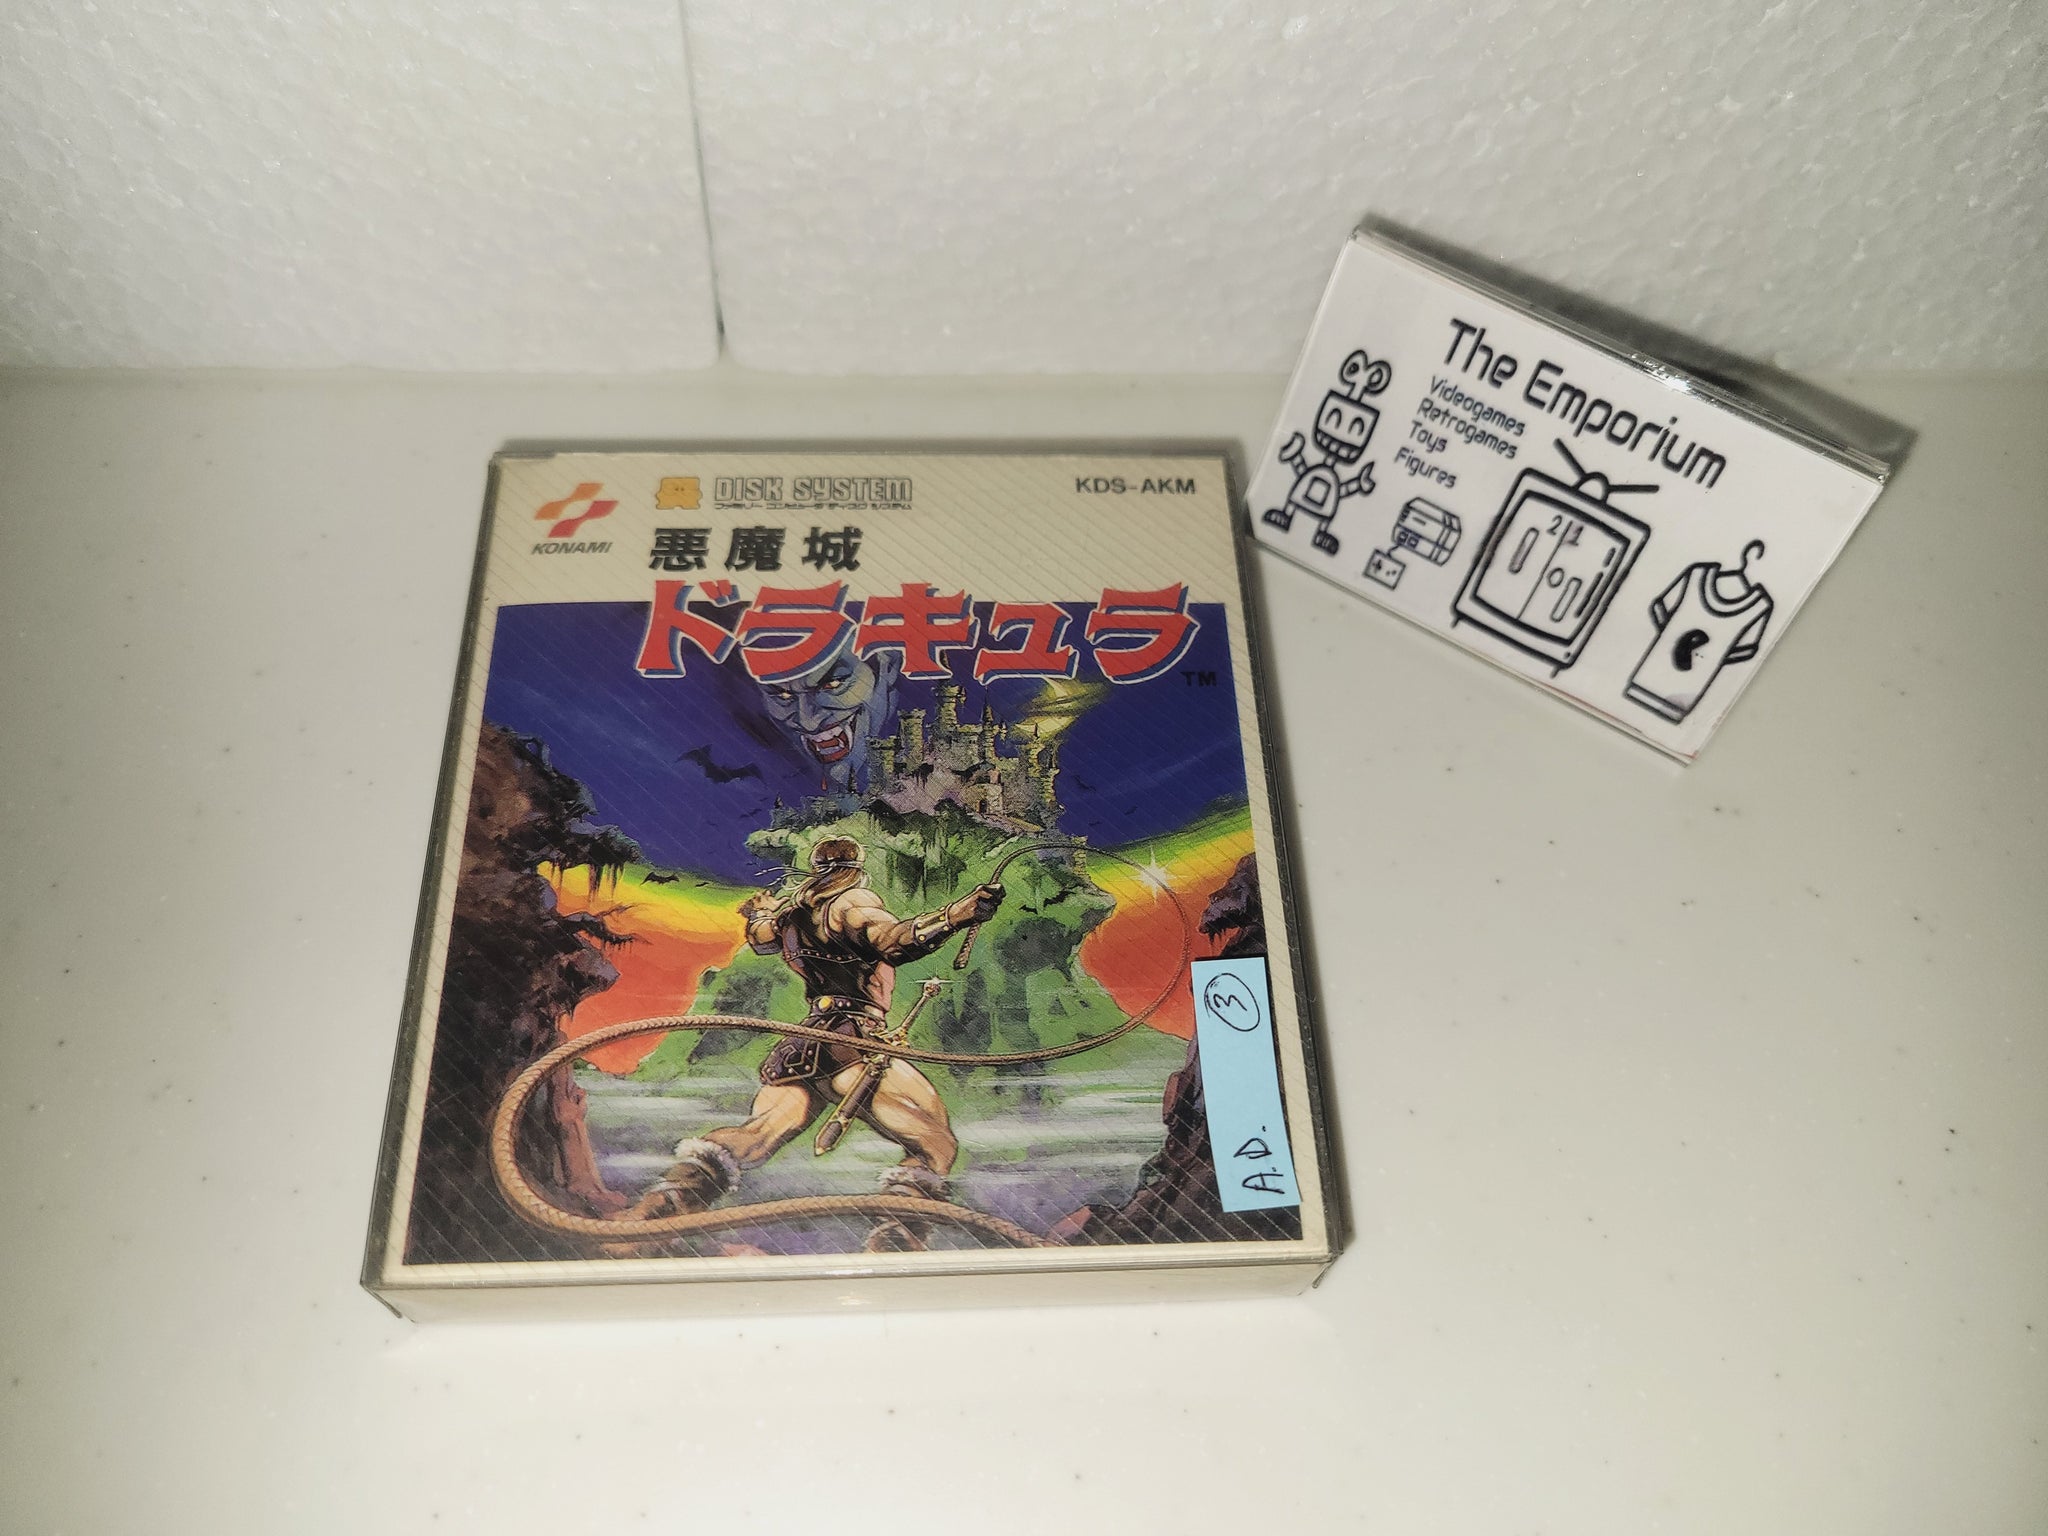 KONAMI
DISK SYSTEM
ファミリー コンピュータ ディスク システム
KDS-AKM
悪魔城
ドラキュラ
TM
3
A.D.
The Emporium
Videogames
Retrogames
Toys
Figures
21